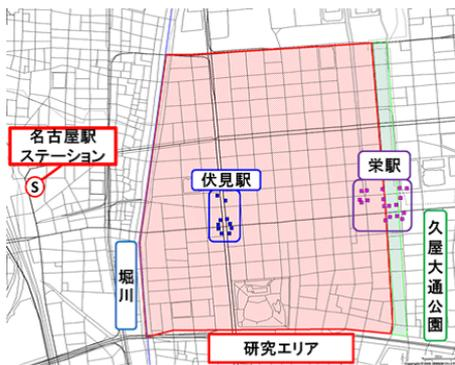 名古屋駅
ステーション
S
伏見駅
栄駅
堀川
久屋大通公園
研究エリア